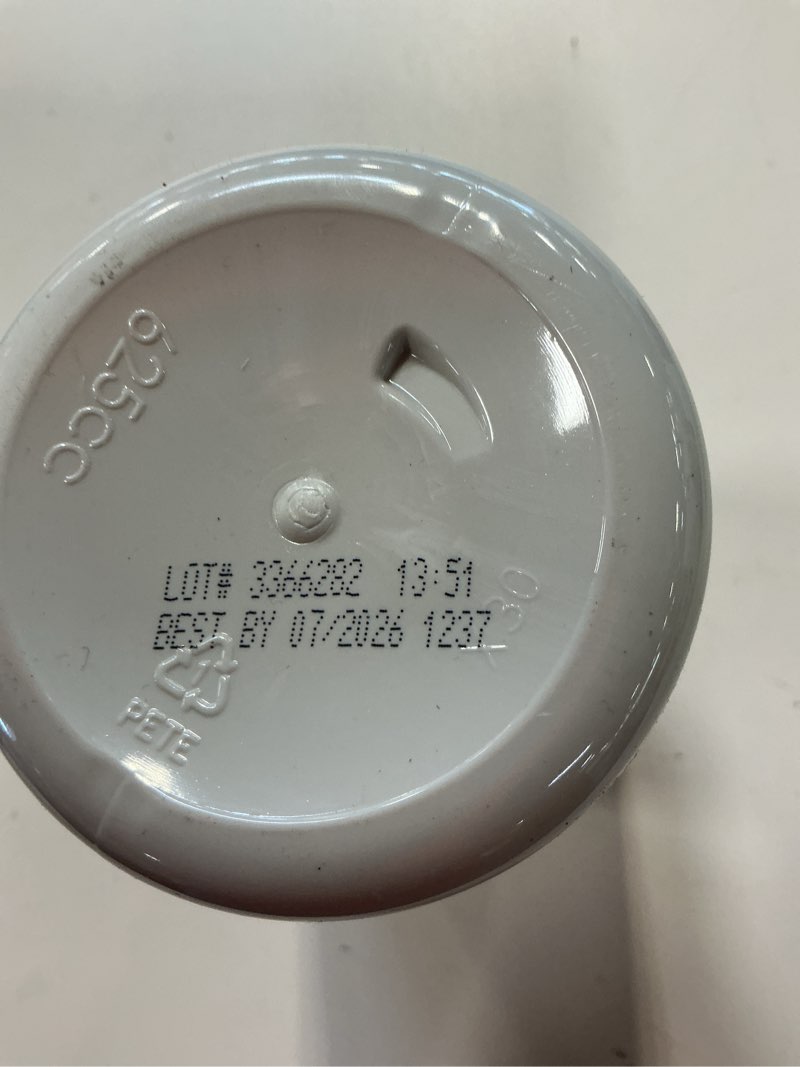 625cc
LOT# 3366282 13:51
BEST BY 07/2026 1237
30
PETE